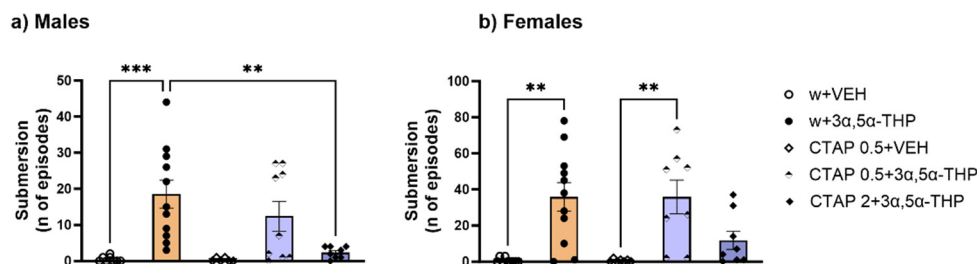 a) Males
b) Females
Submersion
(n of episodes)
50
40
30
20
10
0
***
**
Submersion
(n of episodes)
100
80
60
40
20
0
**
**
w+VEH
w+3α,5α-THP
CTAP 0.5+VEH
CTAP 0.5+3α,5α-THP
CTAP 2+3α,5α-THP